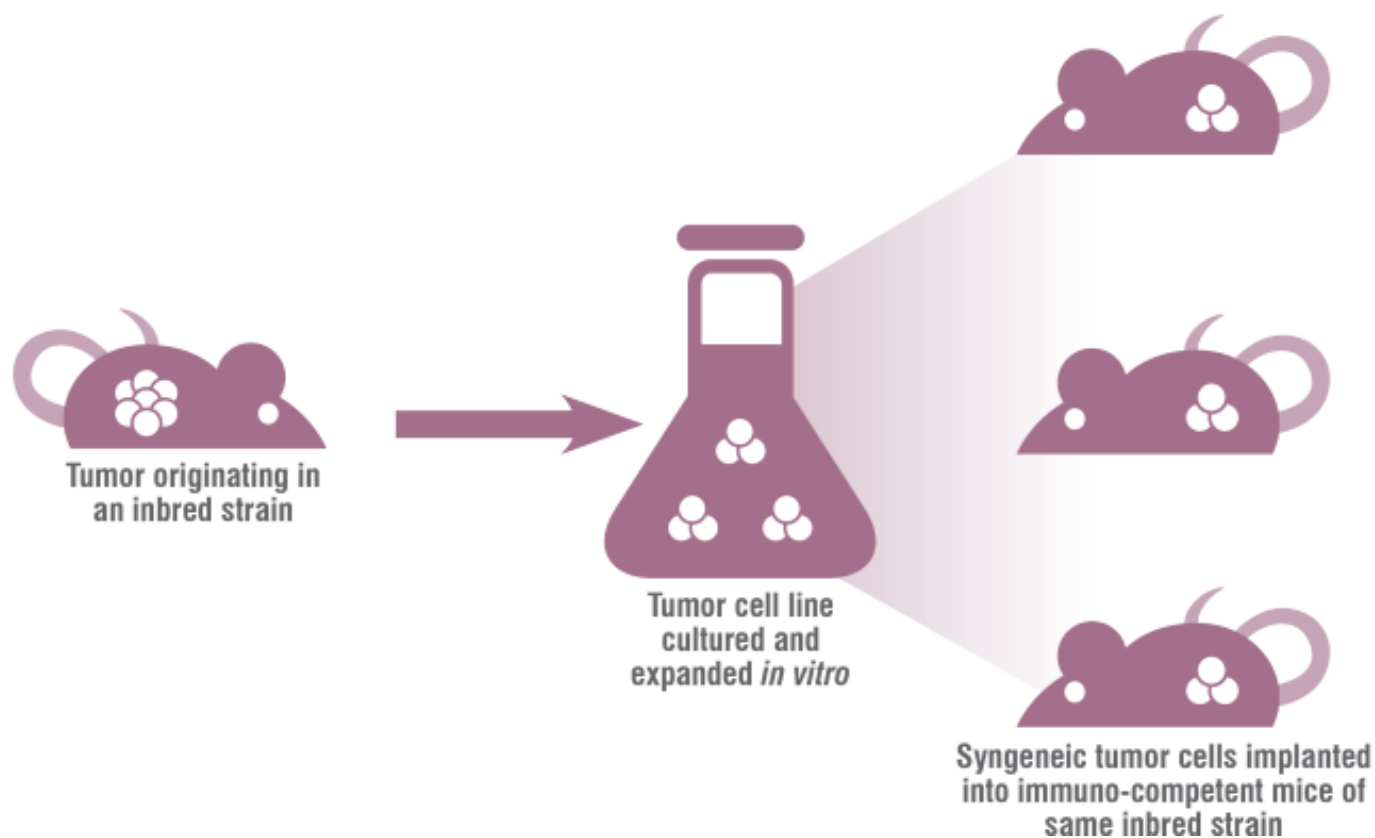 Tumor originating in
an inbred strain
Tumor cell line
cultured and
expanded in vitro
Syngeneic tumor cells implanted
into immuno-competent mice of
same inbred strain